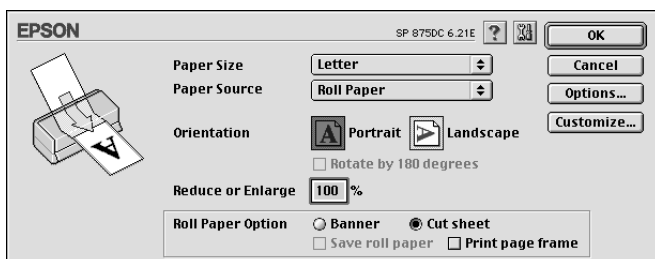 EPSON SP 875DC 6.21E ? OK
Paper Size Letter Cancel
Paper Source Roll Paper Options...
Orientation A Portrait A Landscape Customize...
Rotate by 180 degrees
Reduce or Enlarge 100 %
Roll Paper Option Banner Cut sheet
Save roll paper Print page frame
A